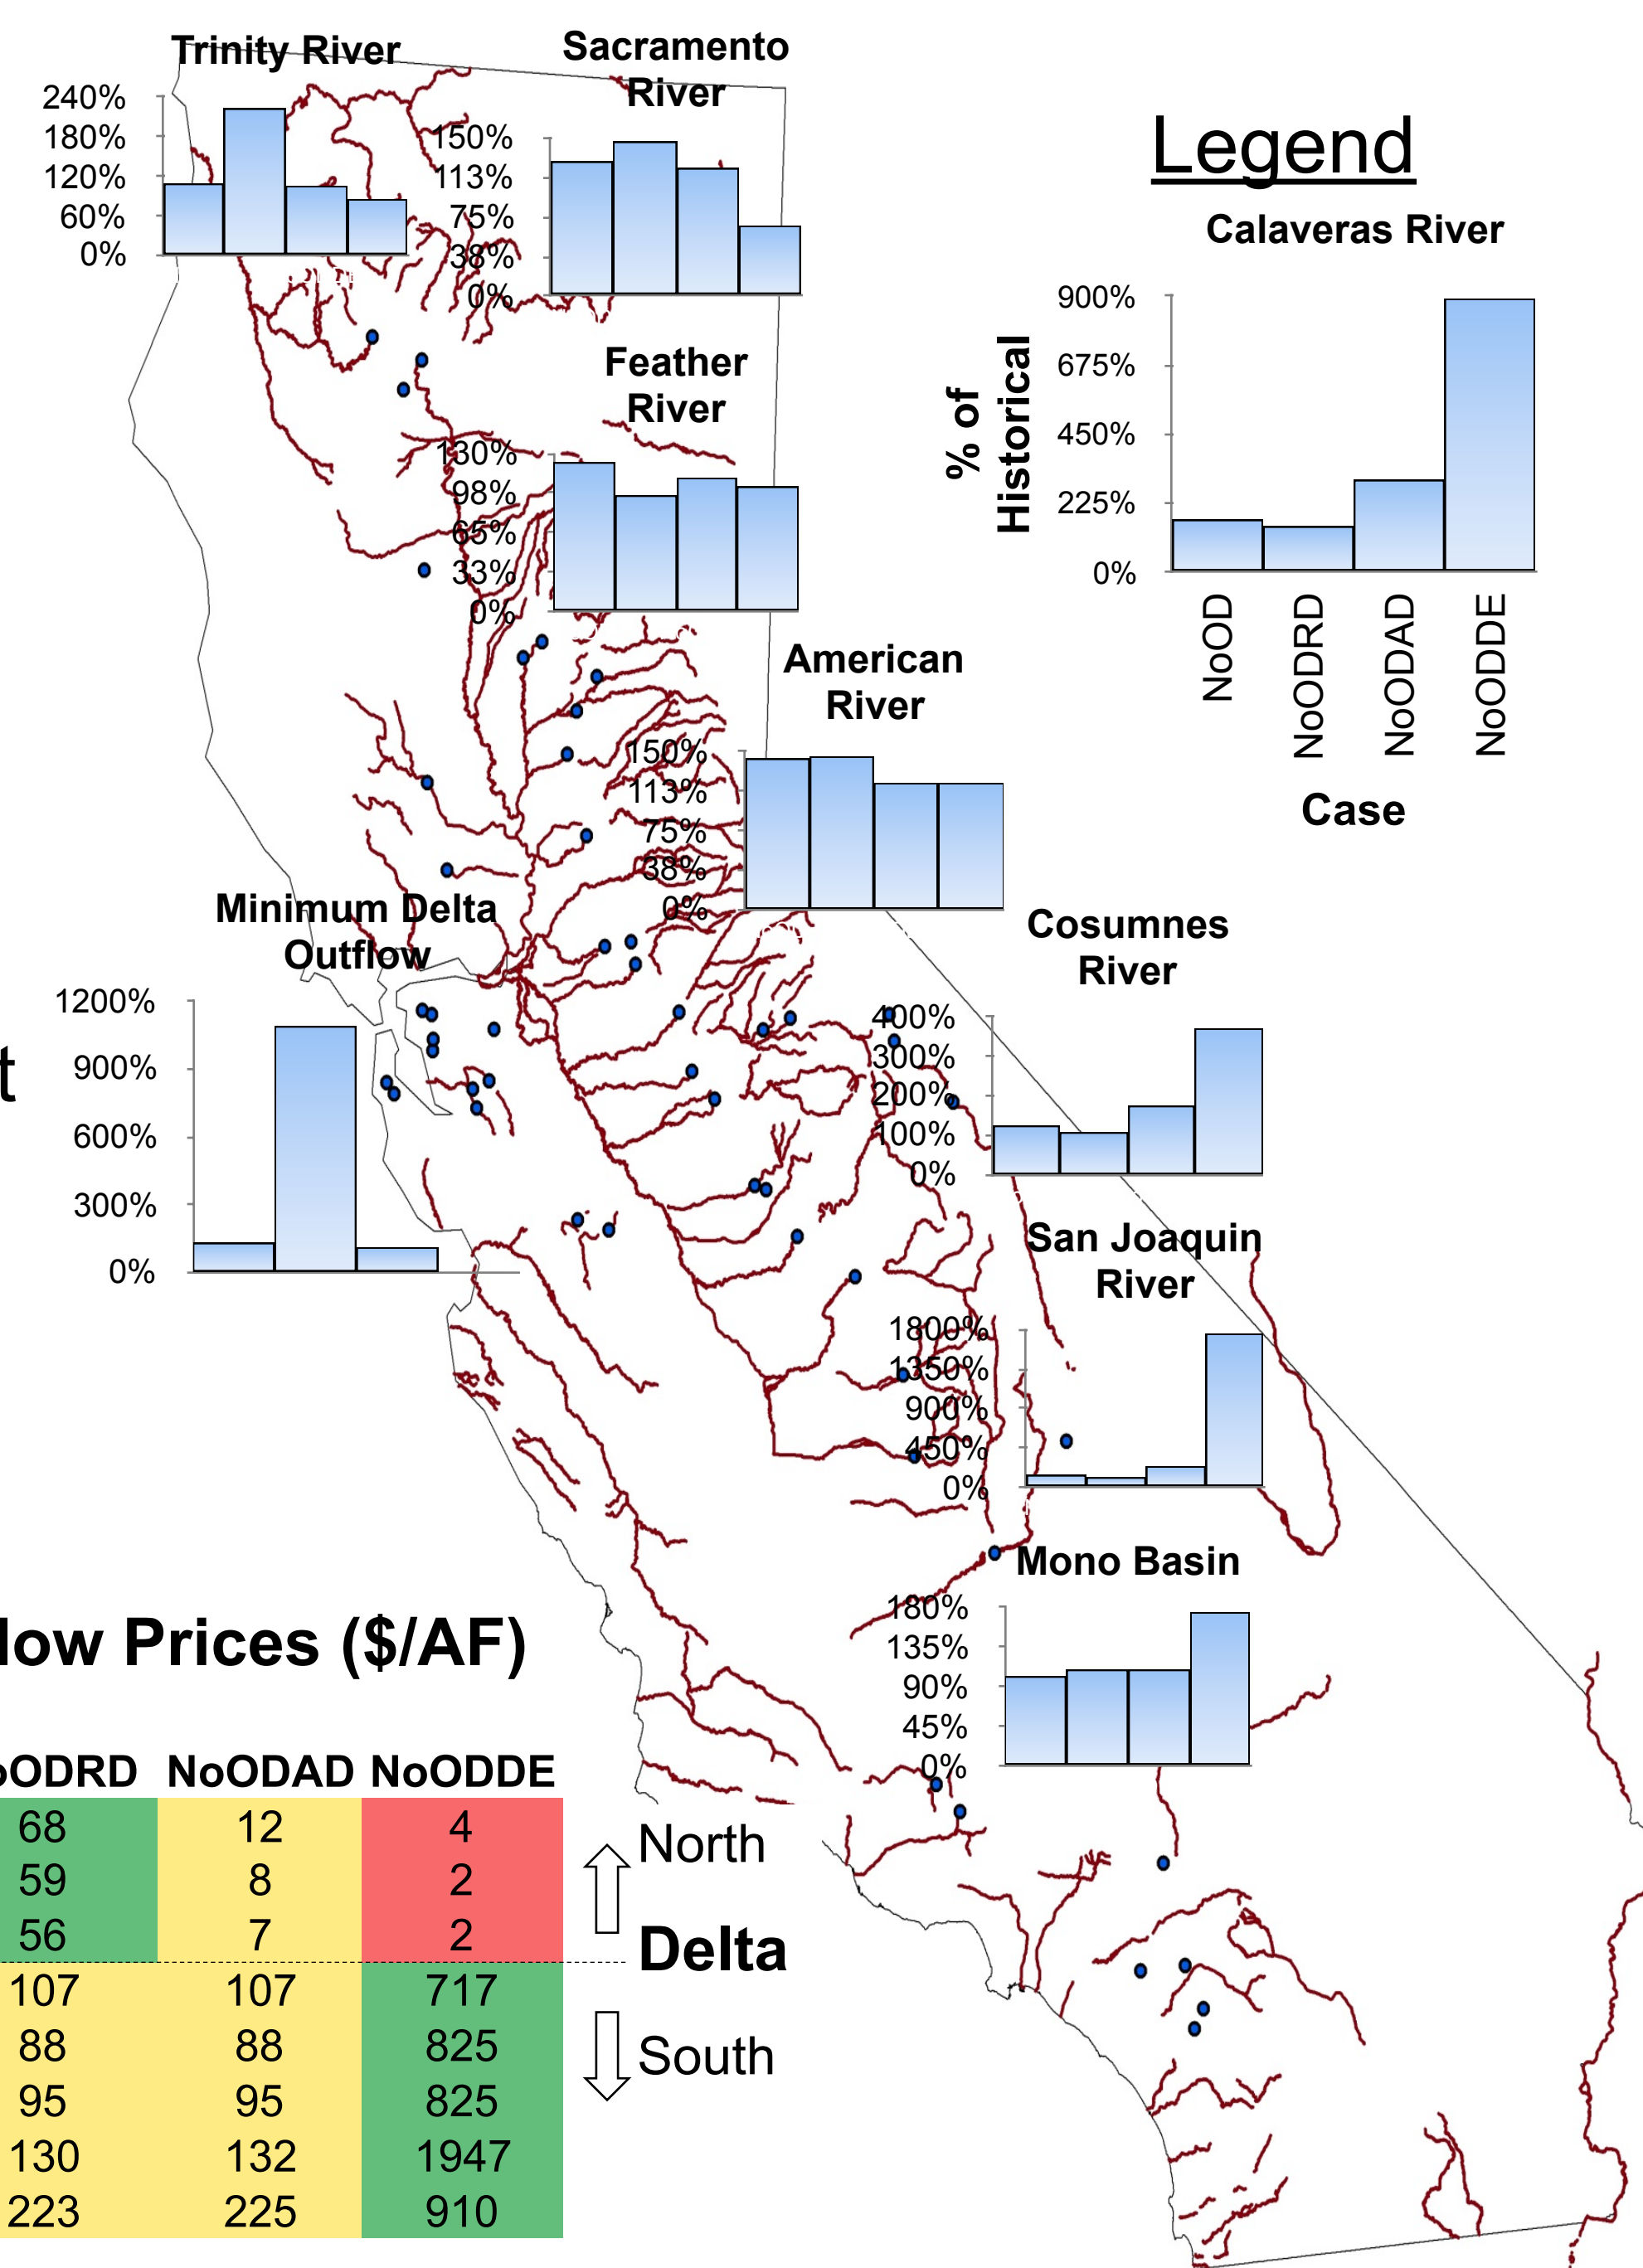 Trinity River
240%
180%
120%
60%
0%
Sacramento
River
150%
113%
75%
38%
0%
Legend
Calaveras River
% of
Historical
900%
675%
450%
225%
0%
NoOD
NoODRD
NoODAD
NoODDE
Case
Feather
River
130%
98%
65%
33%
0%
American
River
150%
113%
75%
38%
0%
Minimum Delta
Outflow
1200%
900%
600%
300%
0%
t
Cosumnes
River
400%
300%
200%
100%
0%
San Joaquin
River
1800%
1350%
900%
450%
0%
Mono Basin
180%
135%
90%
45%
0%
low Prices ($/AF)
oODRD NoODAD NoODDE
68 12 4
59 8 2
56 7 2
107 107 717
88 88 825
95 95 825
130 132 1947
223 225 910
North
Delta
South